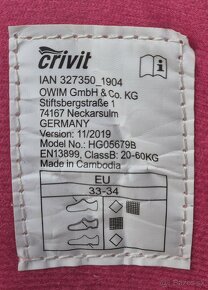 crivit
IAN 327350_1904
OWIM GmbH & Co. KG
Stiftsbergstraße 1
74167 Neckarsulm
GERMANY
Version: 11/2019
Model No.: HG05679B
EN13899, ClassB: 20-60KG
Made in Cambodia
EU
33-34